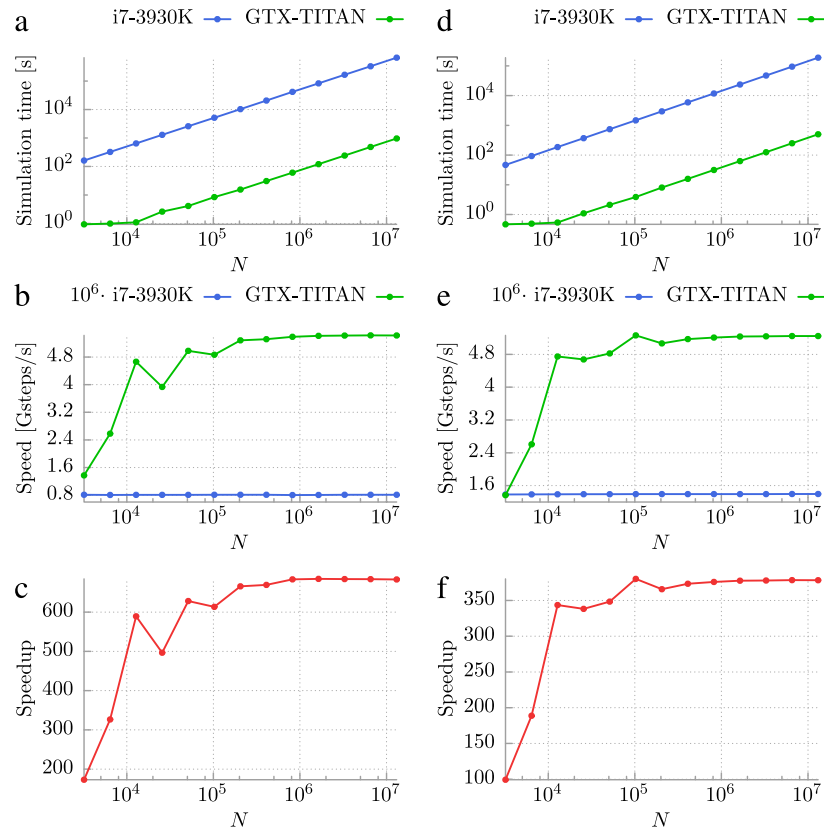 a
i7-3930K GTX-TITAN
Simulation time [s]
10^4
10^2
10^0
10^4 10^5 10^6 10^7
N
d
i7-3930K GTX-TITAN
Simulation time [s]
10^4
10^2
10^0
10^4 10^5 10^6 10^7
N
b
10^6· i7-3930K GTX-TITAN
Speed [Gsteps/s]
4.8
4
3.2
2.4
1.6
0.8
10^4 10^5 10^6 10^7
N
e
10^6· i7-3930K GTX-TITAN
Speed [Gsteps/s]
4.8
4
3.2
2.4
1.6
10^4 10^5 10^6 10^7
N
c
Speedup
600
500
400
300
200
10^4 10^5 10^6 10^7
N
f
Speedup
350
300
250
200
150
100
10^4 10^5 10^6 10^7
N